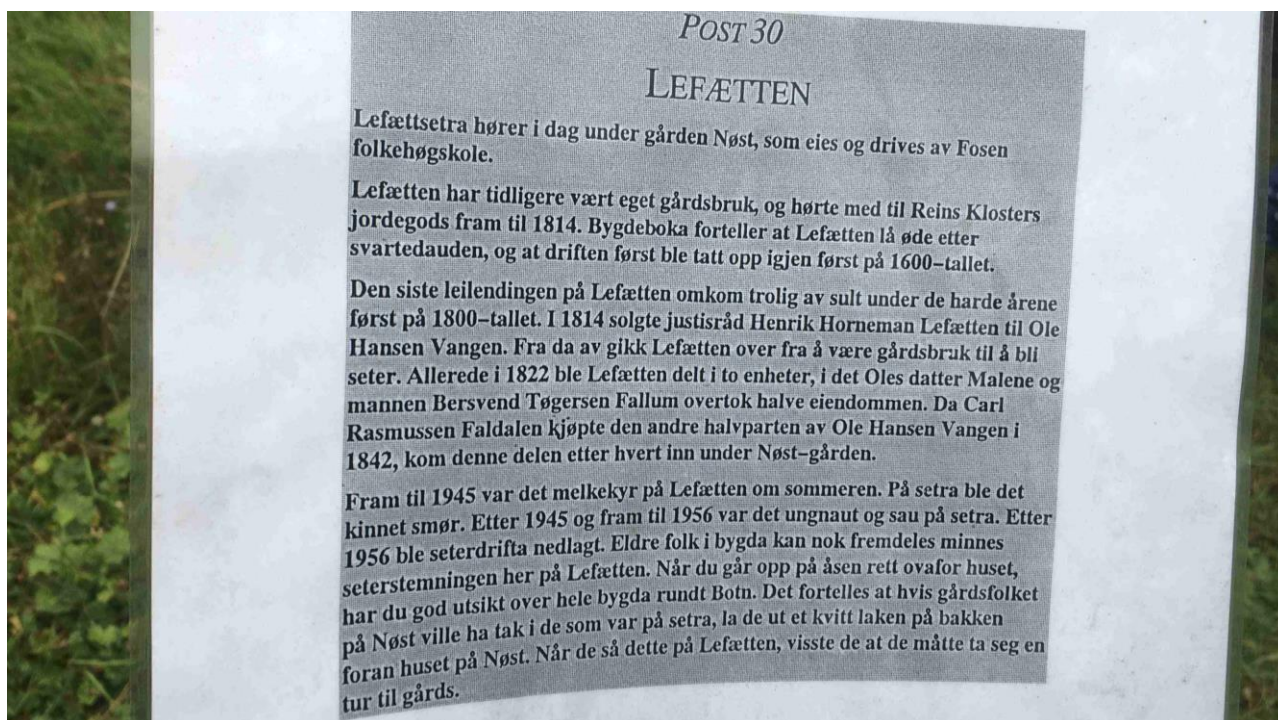 POST 30
LEFÆTTEN
Lefættsetra hører i dag under gården Nøst, som eies og drives av Fosen
folkehøgskole.
Lefætten har tidligere vært eget gårdsbruk, og hørte med til Reins Klosters
jordegods fram til 1814. Bygdeboka forteller at Lefætten lå øde etter
svartedauden, og at driften først ble tatt opp igjen først på 1600-tallet.
Den siste leilendingen på Lefætten omkom trolig av sult under de harde årene
først på 1800-tallet. I 1814 solgte justisråd Henrik Horneman Lefætten til Ole
Hansen Vangen. Fra da av gikk Lefætten over fra å være gårdsbruk til å bli
seter. Allerede i 1822 ble Lefætten delt i to enheter, i det Oles datter Malene og
mannen Bersvend Tøgersen Fallum overtok halve eiendommen. Da Carl
Rasmussen Faldalen kjøpte den andre halvparten av Ole Hansen Vangen i
1842, kom denne delen etter hvert inn under Nøst-gården.
Fram til 1945 var det melkekyr på Lefætten om sommeren. På setra ble det
kinnet smør. Etter 1945 og fram til 1956 var det ungnaut og sau på setra. Etter
1956 ble seterdrifta nedlagt. Eldre folk i bygda kan nok fremdeles minnes
seterstemningen her på Lefætten. Når du går opp på åsen rett ovafor huset,
har du god utsikt over hele bygda rundt Botn. Det fortelles at hvis gårdsfolket
på Nøst ville ha tak i de som var på setra, la de ut et kvitt laken på bakken
foran huset på Nøst. Når de så dette på Lefætten, visste de at de måtte ta seg en
tur til gårds.